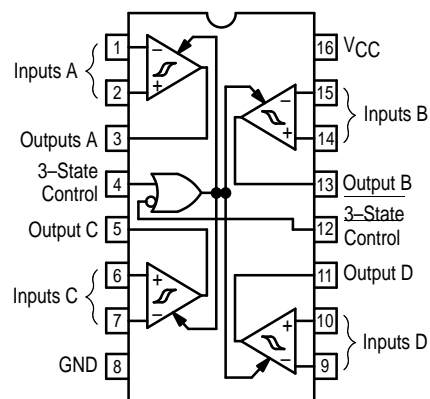 1
Inputs A
2
Outputs A
3
3–State
Control
4
Output C
5
Inputs C
6
7
GND
8
16
VCC
15
Inputs B
14
13
Output B
12
3–State
Control
11
Output D
10
Inputs D
9
–
+
–
+
+
–
+
–